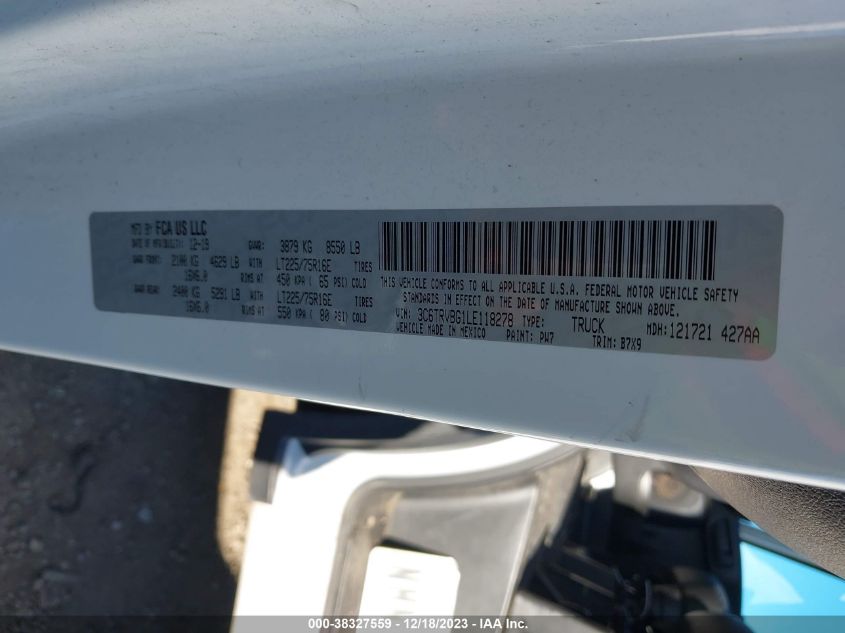 MFD BY FCA US LLC
DATE OF MFR(BUILT): 12-19 GVWR: 3879 KG 8550 LB
GAWR FRONT: 2100 KG 4629 LB WITH LT225/75R16E TIRES
16X6.0 RIMS AT 450 KPA ( 65 PSI) COLD
GAWR REAR: 2400 KG 5291 LB WITH LT225/75R16E TIRES
16X6.0 RIMS AT 550 KPA ( 80 PSI) COLD
THIS VEHICLE CONFORMS TO ALL APPLICABLE U.S.A. FEDERAL MOTOR VEHICLE SAFETY
STANDARDS IN EFFECT ON THE DATE OF MANUFACTURE SHOWN ABOVE.
VIN: 3C6TRVBG1LE118278 TYPE: TRUCK MDH:121721 427AA
VEHICLE MADE IN MEXICO PAINT: PW7 TRIM: B7X9
000-38327559 - 12/18/2023 - IAA Inc.